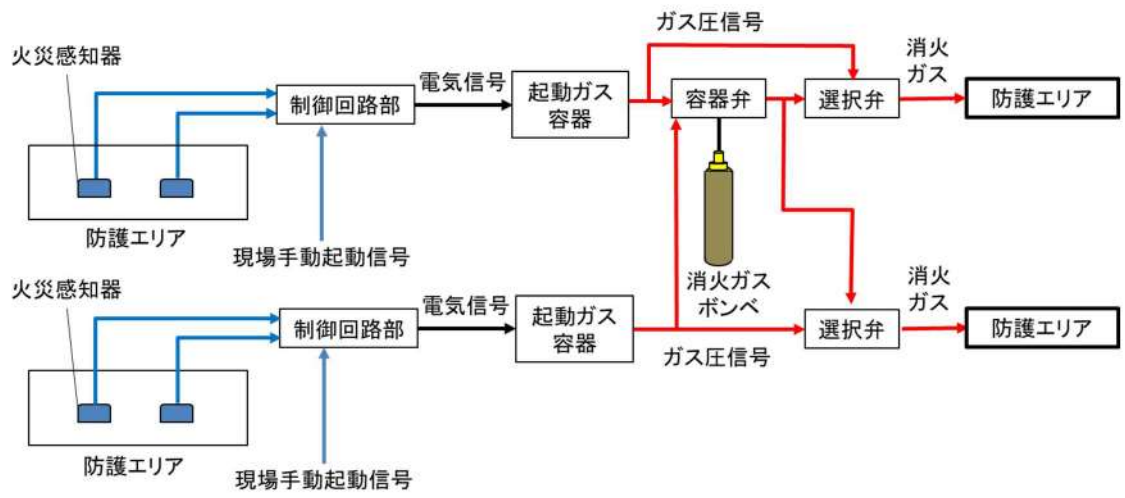 ガス圧信号
火災感知器
電気信号
消火
ガス
制御回路部
起動ガス
容器
容器弁
選択弁
防護エリア
防護エリア
現場手動起動信号
火災感知器
電気信号
消火ガス
ボンベ
消火
ガス
制御回路部
起動ガス
容器
選択弁
防護エリア
ガス圧信号
防護エリア
現場手動起動信号